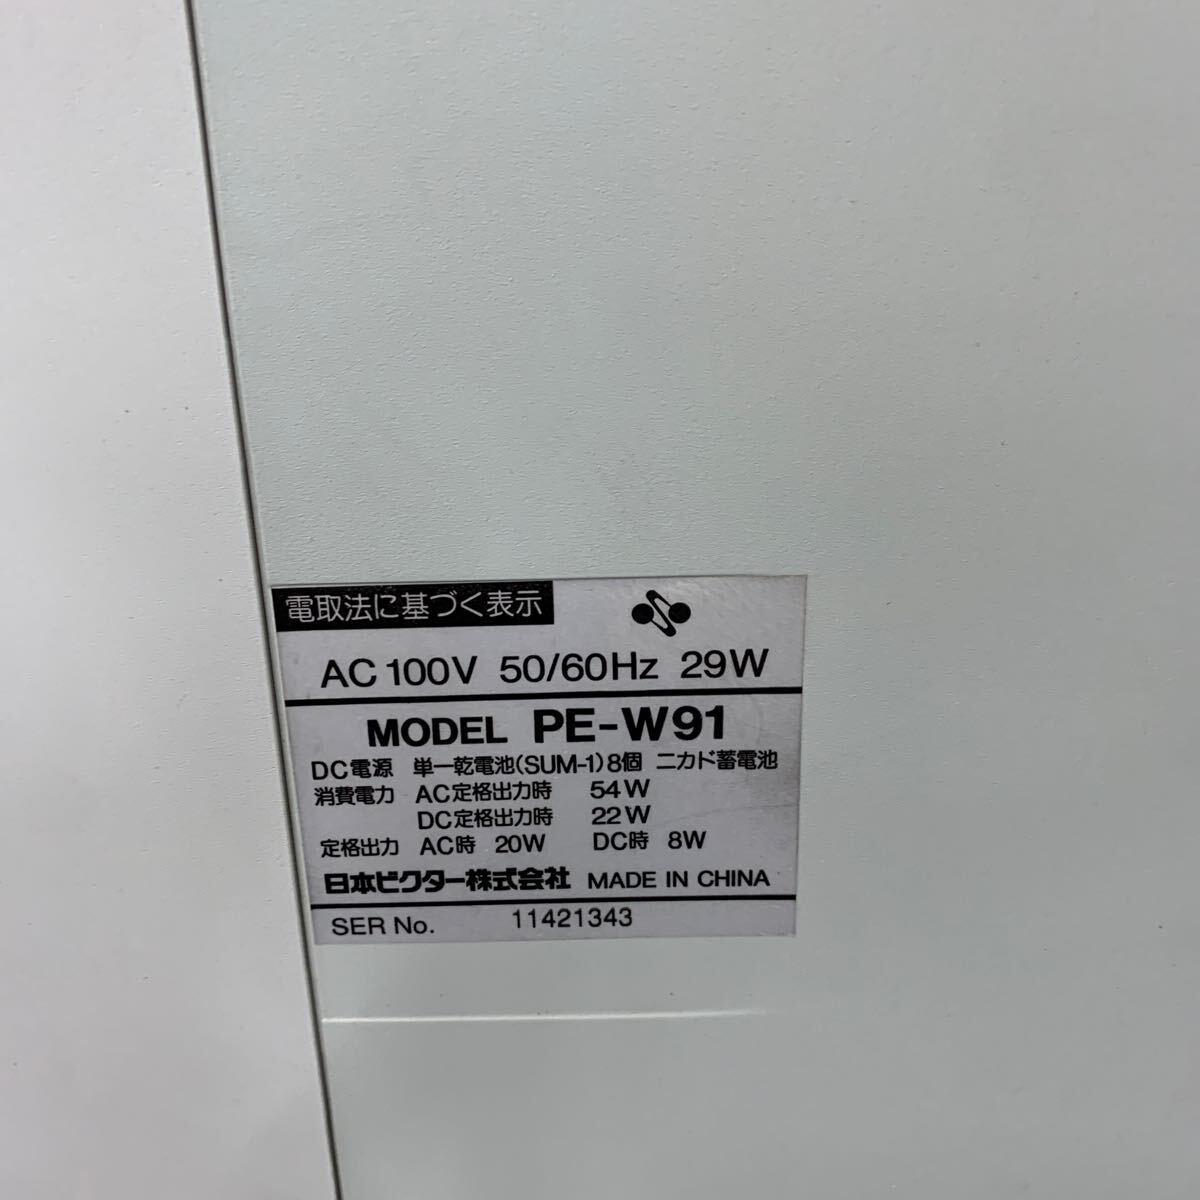 電取法に基づく表示
AC 100V 50/60Hz 29W
MODEL PE-W91
DC電源 単一乾電池(SUM-1)8個 ニカド蓄電池
消費電力 AC定格出力時 54W
DC定格出力時 22W
定格出力 AC時 20W DC時 8W
日本ビクター株式会社 MADE IN CHINA
SER No. 11421343